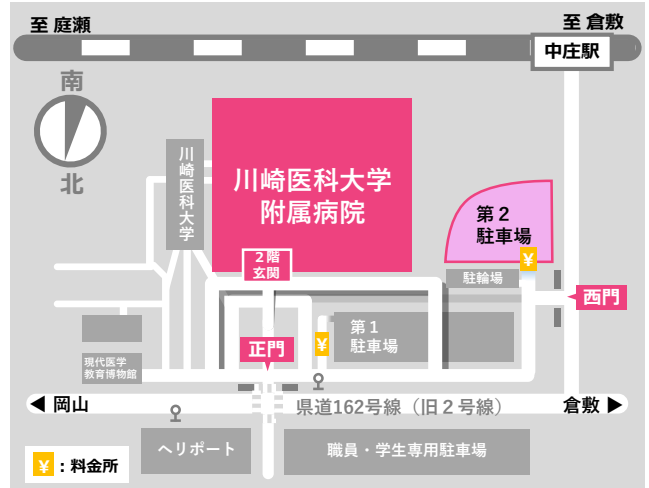 至 庭瀬
至 倉敷
中庄駅
南
北
川崎医科大学
川崎医科大学
附属病院
第２
駐車場
¥
２階
玄関
駐輪場
西門
正門
¥
第１
駐車場
現代医学
教育博物館
◀ 岡山
県道162号線（旧２号線）
倉敷 ▶
ヘリポート
職員・学生専用駐車場
¥：料金所